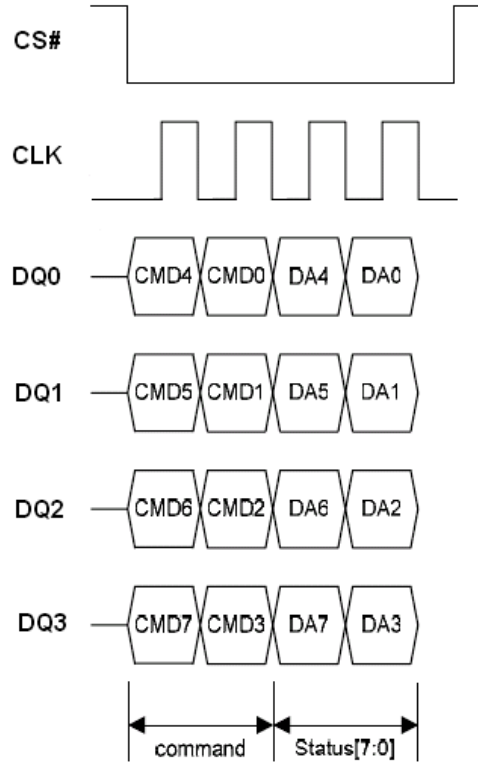 CS#
CLK
DQ0 CMD4 CMD0 DA4 DA0
DQ1 CMD5 CMD1 DA5 DA1
DQ2 CMD6 CMD2 DA6 DA2
DQ3 CMD7 CMD3 DA7 DA3
command Status[7:0]